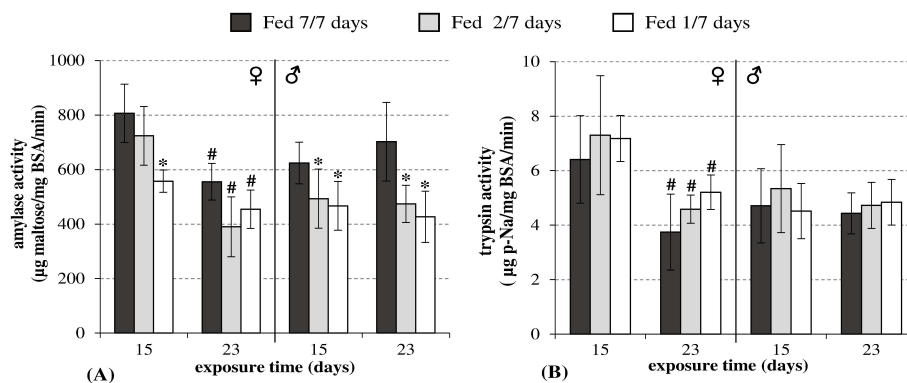 Fed 7/7 days Fed 2/7 days Fed 1/7 days
amylase activity
(µg maltose/mg BSA/min)
1000
800
600
400
200
0
♀ ♂
* # # # * * * *
15 23 15 23
exposure time (days)
(A)
trypsin activity
( µg p-Na/mg BSA/min)
10
8
6
4
2
0
♀ ♂
# # #
15 23 15 23
exposure time (days)
(B)